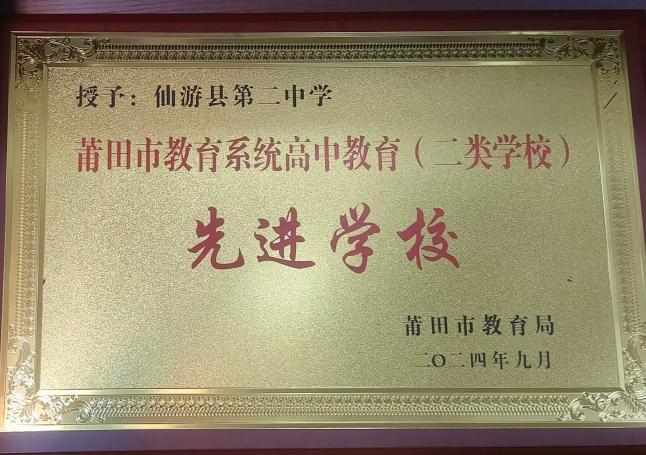 授予：仙游县第二中学
莆田市教育系统高中教育（二类学校）
先进学校
莆田市教育局
二〇二四年九月